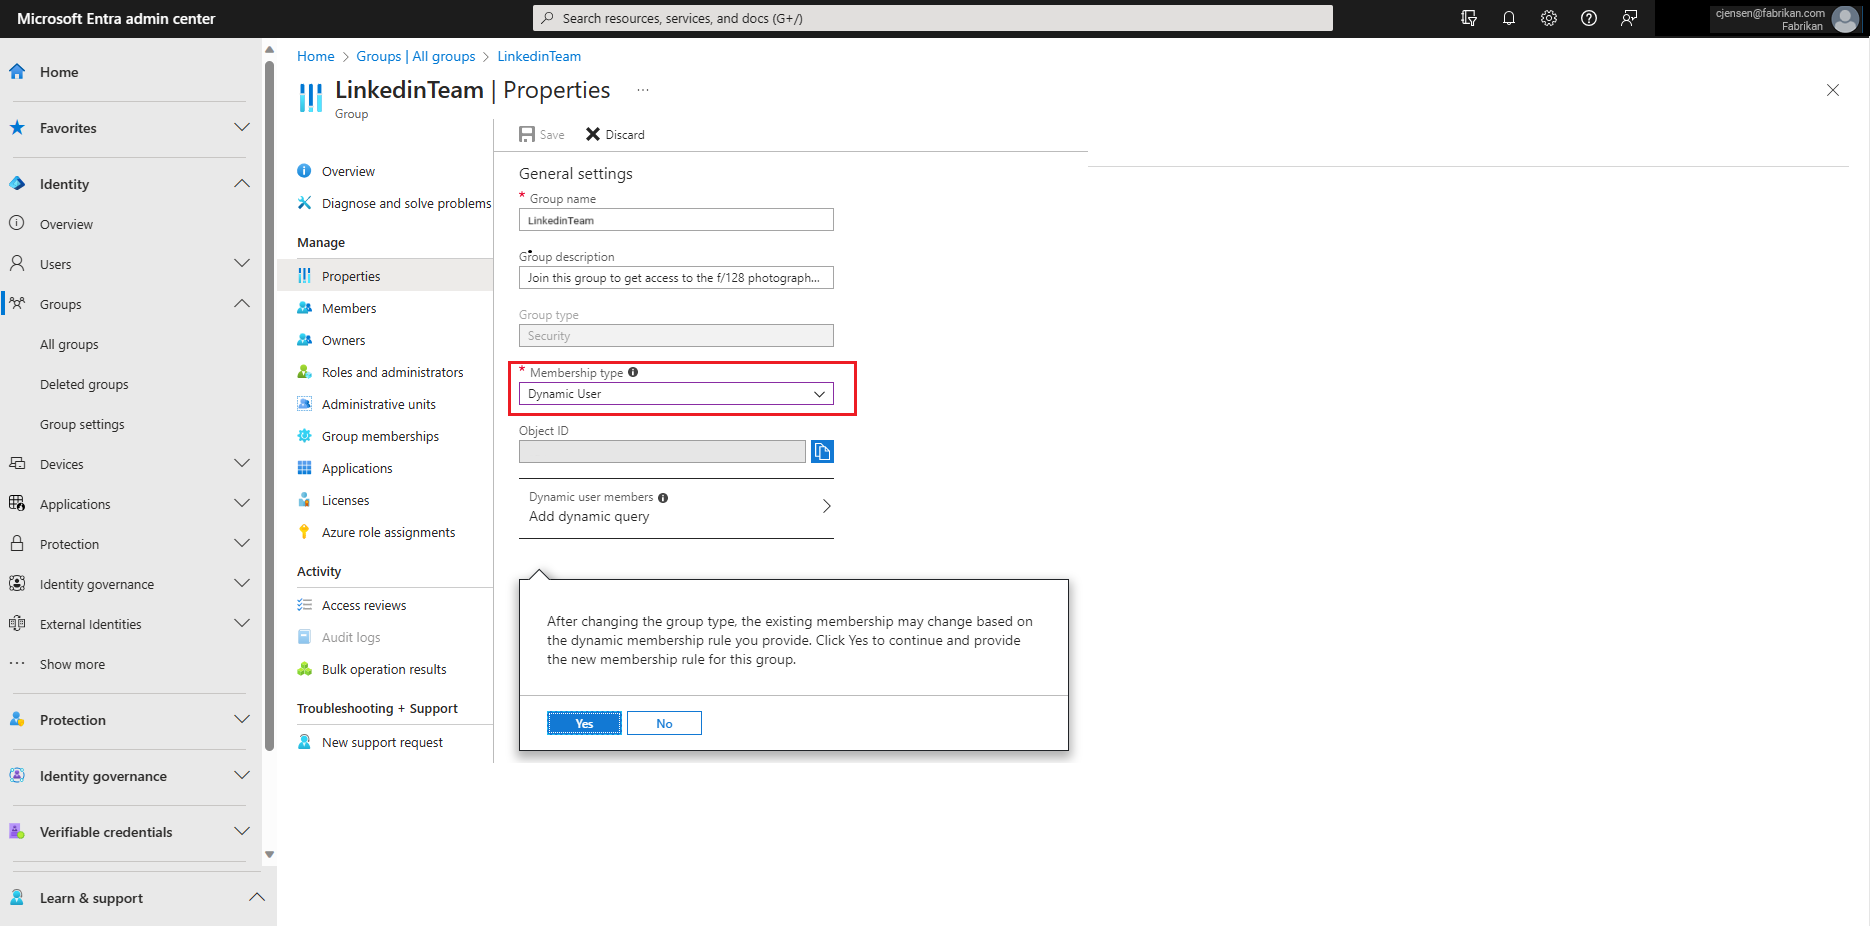 Microsoft Entra admin center
Search resources, services, and docs (G+/)
cjensen@fabrikan.com
Fabrikan
Home
Favorites
Identity
Overview
Users
Groups
All groups
Deleted groups
Group settings
Devices
Applications
Protection
Identity governance
External Identities
Show more
Protection
Identity governance
Verifiable credentials
Learn & support
Home > Groups | All groups > LinkedinTeam
LinkedinTeam | Properties ...
Group
Overview
Diagnose and solve problems
Manage
Properties
Members
Owners
Roles and administrators
Administrative units
Group memberships
Applications
Licenses
Azure role assignments
Activity
Access reviews
Audit logs
Bulk operation results
Troubleshooting + Support
New support request
Save Discard
General settings
* Group name
LinkedinTeam
Group description
Join this group to get access to the f/128 photograph...
Group type
Security
* Membership type
Dynamic User
Object ID
Dynamic user members
Add dynamic query
After changing the group type, the existing membership may change based on
the dynamic membership rule you provide. Click Yes to continue and provide
the new membership rule for this group.
Yes No